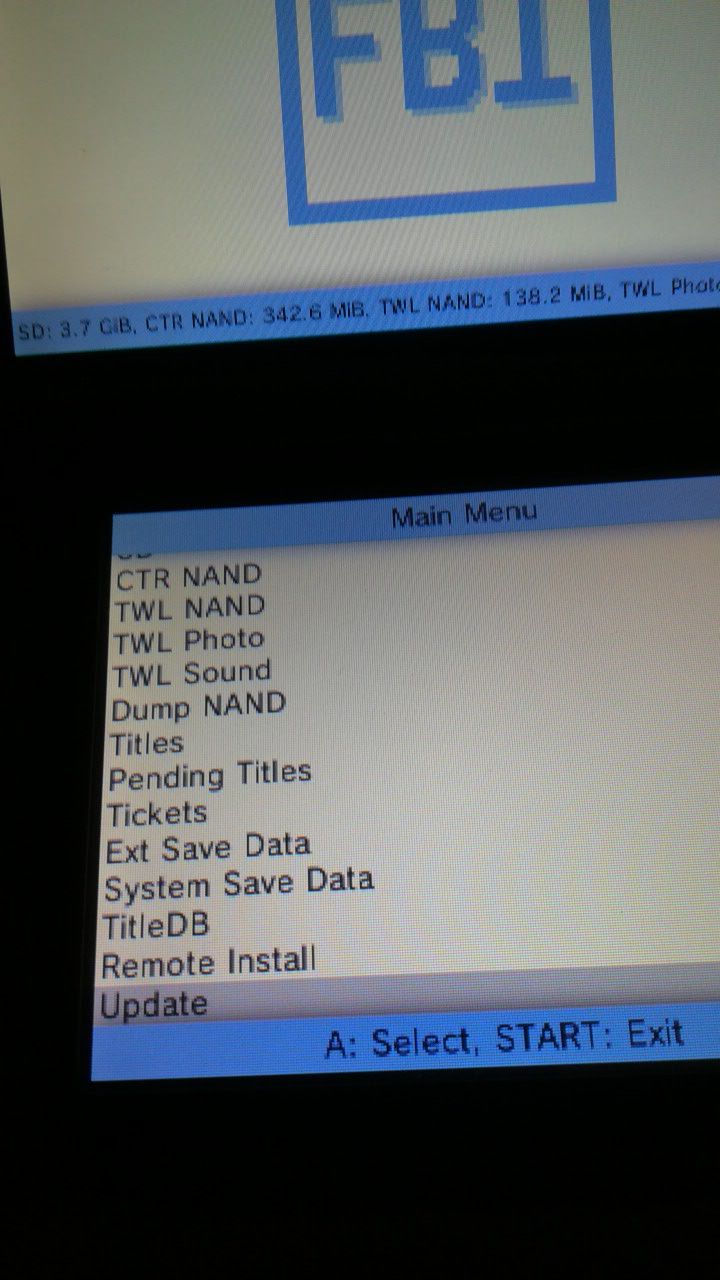 FBI
SD: 3.7 GiB, CTR NAND: 342.6 MiB, TWL NAND: 138.2 MiB, TWL Photo
Main Menu
CTR NAND
TWL NAND
TWL Photo
TWL Sound
Dump NAND
Titles
Pending Titles
Tickets
Ext Save Data
System Save Data
TitleDB
Remote Install
Update
A: Select, START: Exit